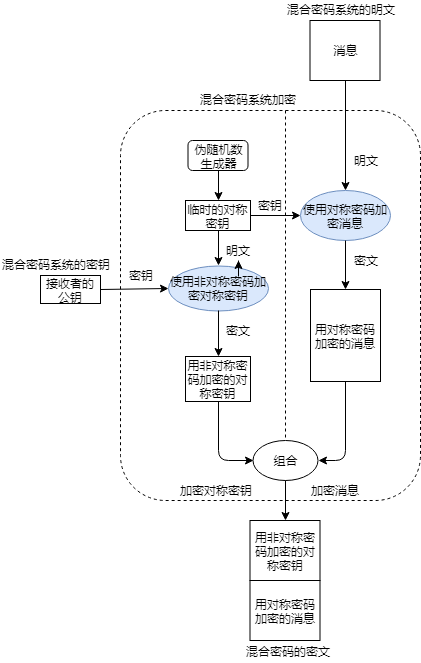 混合密码系统的明文
消息
混合密码系统加密
伪随机数
生成器
明文
临时的对称
密钥
密钥
使用对称密码加
密消息
明文
密文
混合密码系统的密钥
密钥
接收者的
公钥
使用非对称密码加
密对称密钥
用对称密码
加密的消息
密文
用非对称密
码加密的对
称密钥
组合
加密对称密钥
加密消息
用非对称密
码加密的对
称密钥
用对称密码
加密的消息
混合密码的密文